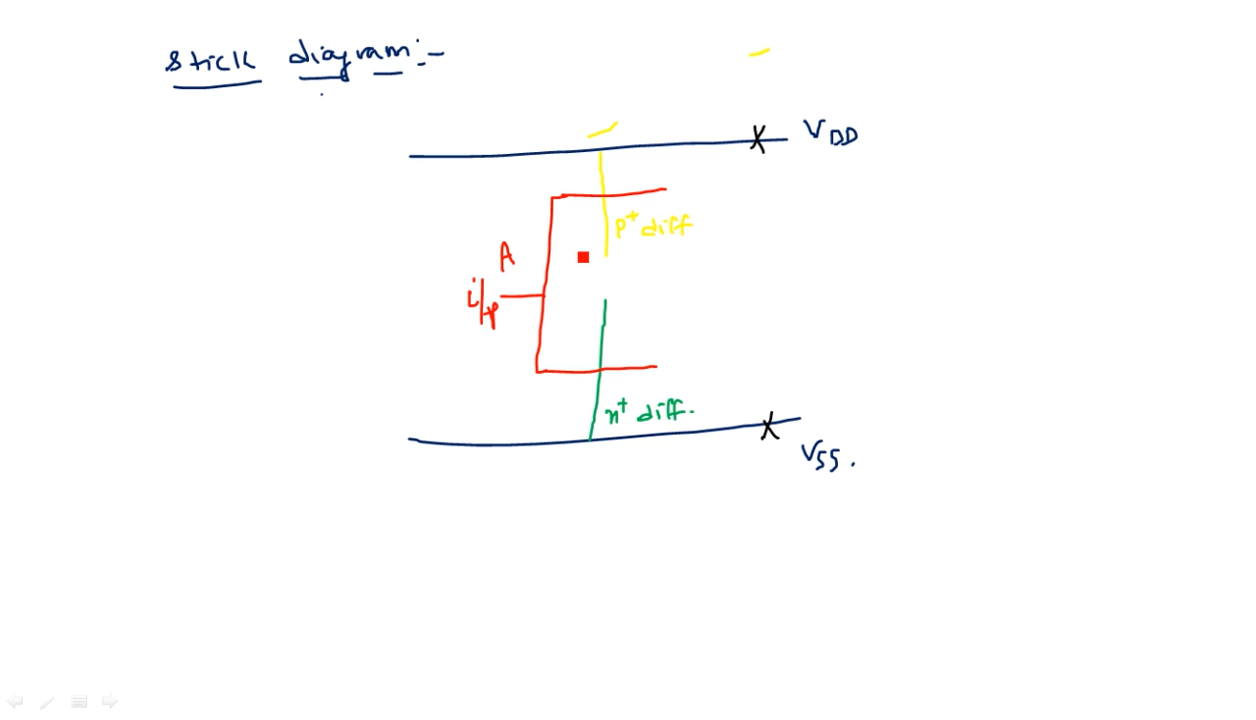 stick diagram:-
VDD
P+ diff
A
i/p
n+ diff.
VSS.